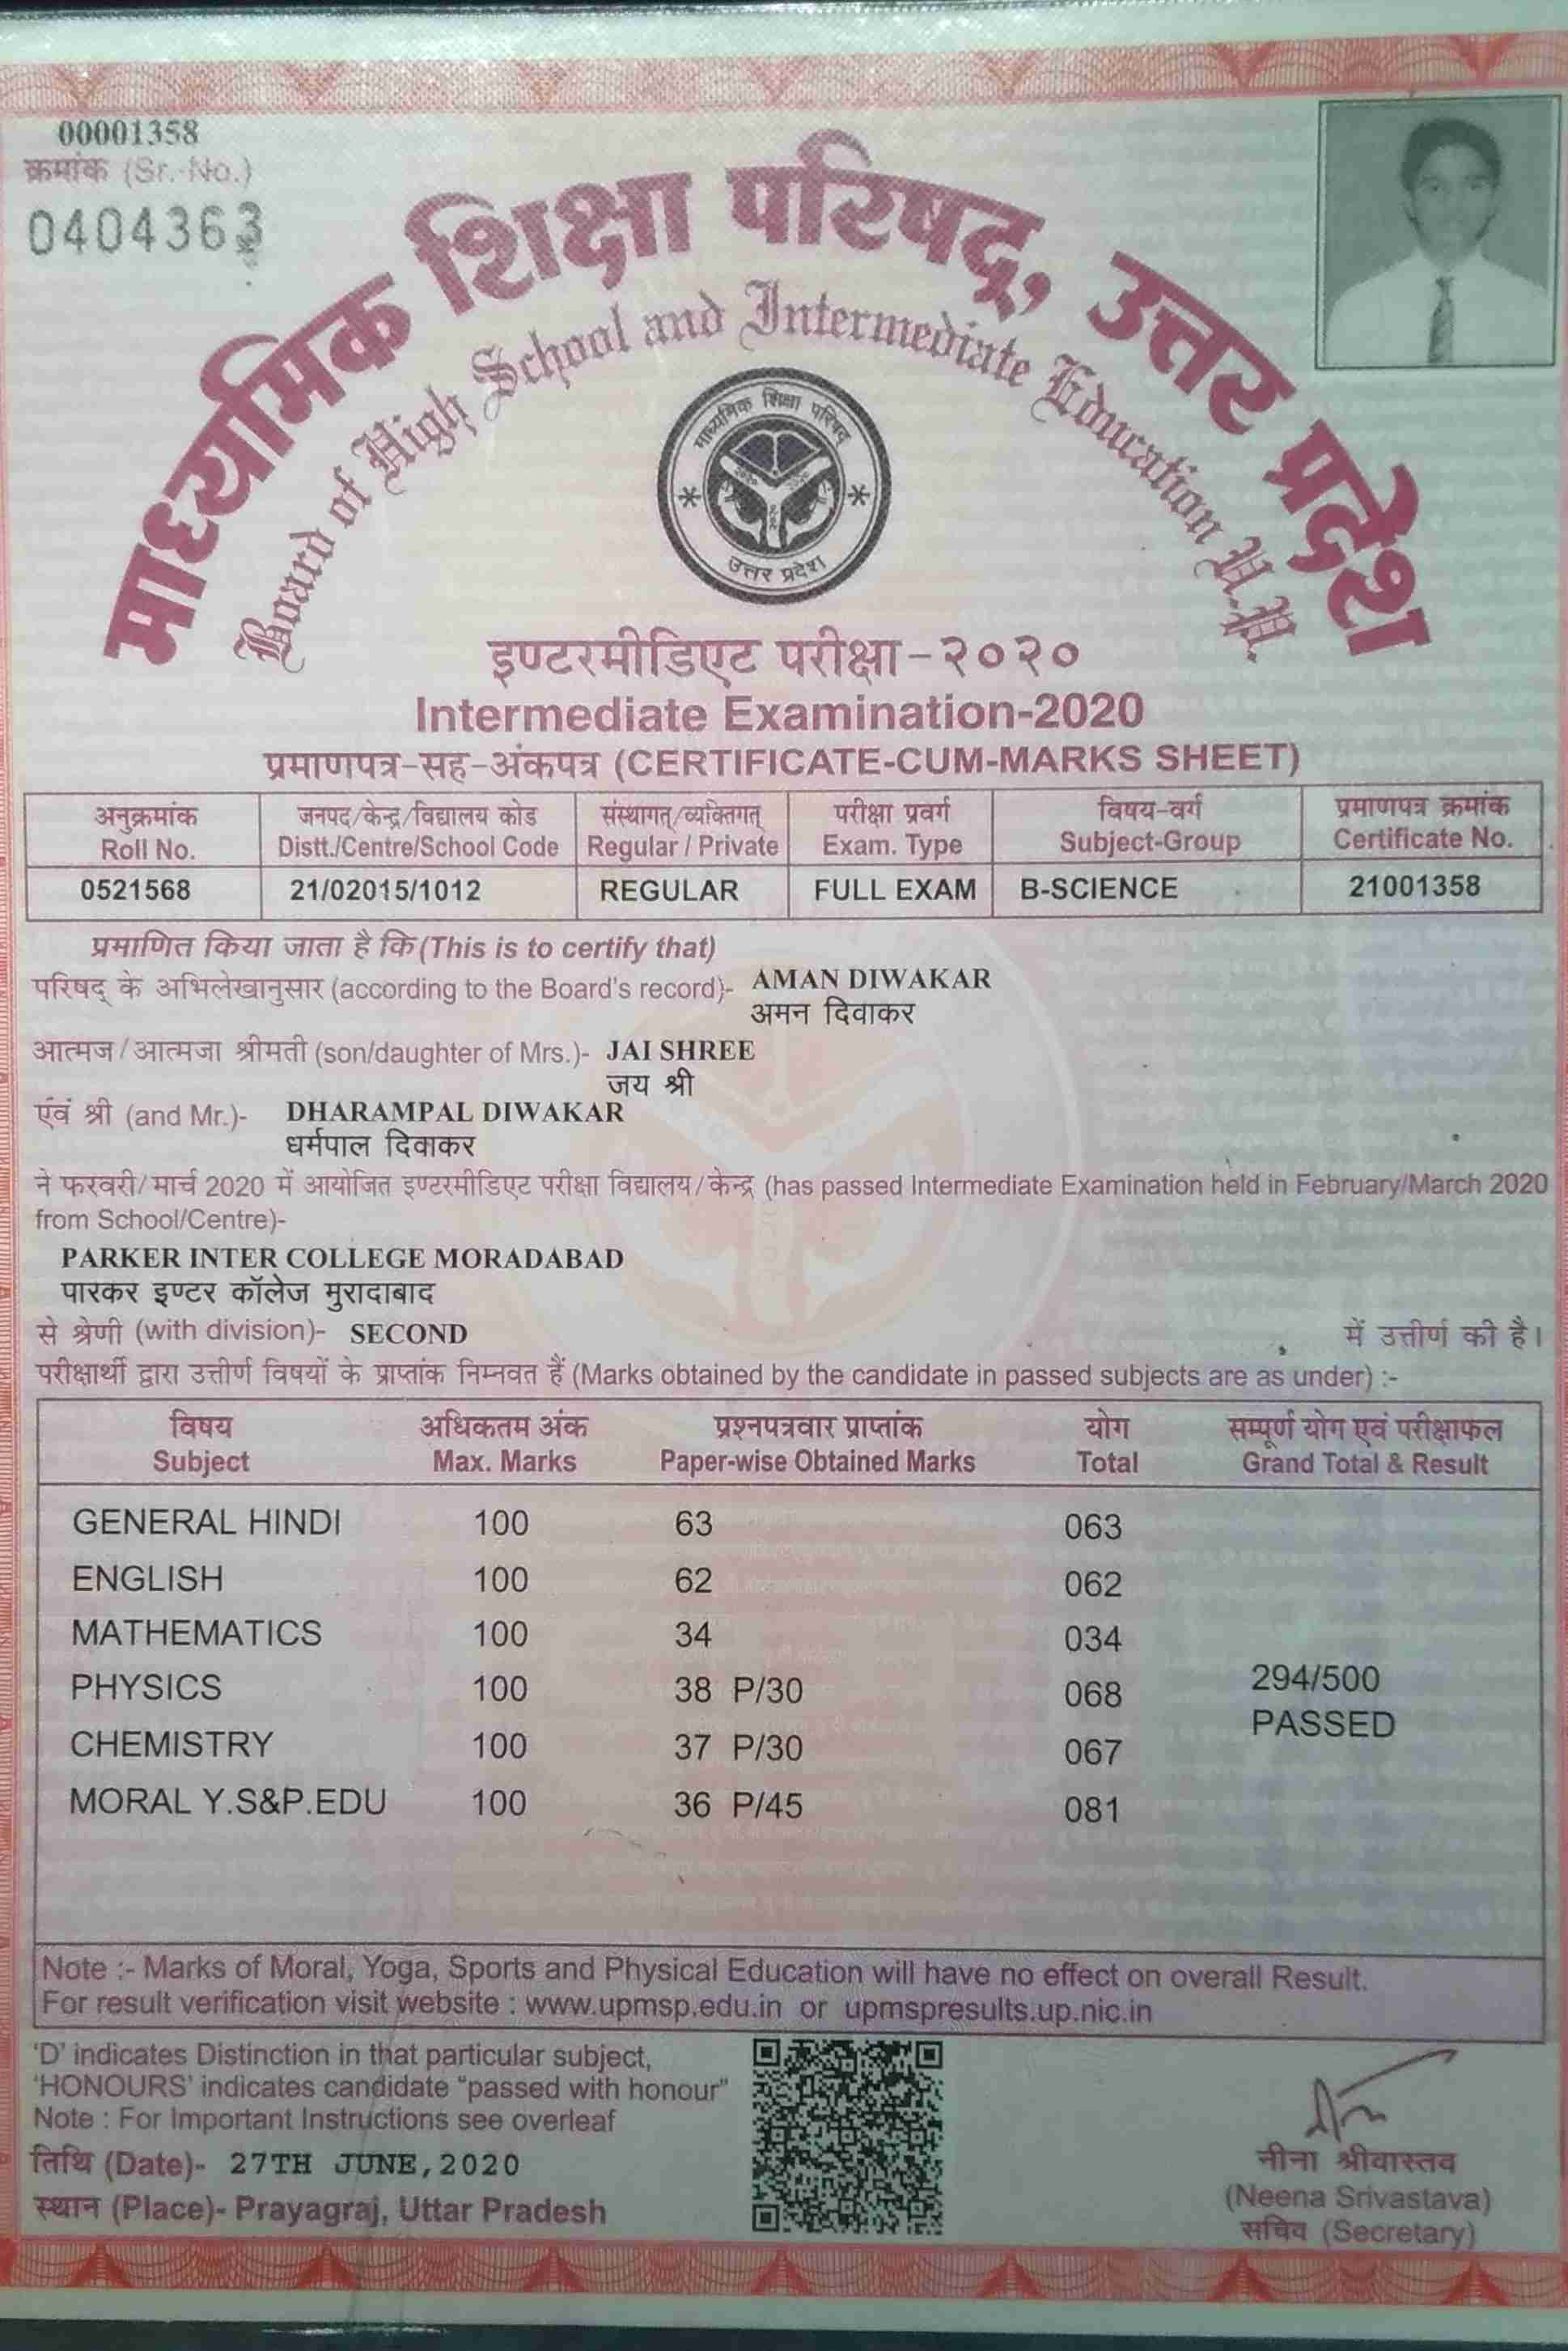 00001358
क्रमांक (Sr. No.)
0404363
माध्यमिक शिक्षा परिषद्, उत्तर प्रदेश
Board of High School and Intermediate Education U.P.
माध्यमिक शिक्षा परिषद्
उत्तर प्रदेश
इण्टरमीडिएट परीक्षा-२०२०
Intermediate Examination-2020
प्रमाणपत्र-सह-अंकपत्र (CERTIFICATE-CUM-MARKS SHEET)
अनुक्रमांक जनपद/केन्द्र/विद्यालय कोड संस्थागत्/व्यक्तिगत् परीक्षा प्रवर्ग विषय-वर्ग प्रमाणपत्र क्रमांक
Roll No. Distt./Centre/School Code Regular / Private Exam. Type Subject-Group Certificate No.
0521568 21/02015/1012 REGULAR FULL EXAM B-SCIENCE 21001358
प्रमाणित किया जाता है कि (This is to certify that)
परिषद् के अभिलेखानुसार (according to the Board's record)- AMAN DIWAKAR
अमन दिवाकर
आत्मज/आत्मजा श्रीमती (son/daughter of Mrs.)- JAI SHREE
जय श्री
एंव श्री (and Mr.)- DHARAMPAL DIWAKAR
धर्मपाल दिवाकर
ने फरवरी/मार्च 2020 में आयोजित इण्टरमीडिएट परीक्षा विद्यालय/केन्द्र (has passed Intermediate Examination held in February/March 2020
from School/Centre)-
PARKER INTER COLLEGE MORADABAD
पारकर इण्टर कॉलेज मुरादाबाद
से श्रेणी (with division)- SECOND में उत्तीर्ण की है।
परीक्षार्थी द्वारा उत्तीर्ण विषयों के प्राप्तांक निम्नवत हैं (Marks obtained by the candidate in passed subjects are as under) :-
विषय अधिकतम अंक प्रश्नपत्रवार प्राप्तांक योग सम्पूर्ण योग एवं परीक्षाफल
Subject Max. Marks Paper-wise Obtained Marks Total Grand Total & Result
GENERAL HINDI 100 63 063
ENGLISH 100 62 062
MATHEMATICS 100 34 034
PHYSICS 100 38 P/30 068 294/500
CHEMISTRY 100 37 P/30 067 PASSED
MORAL Y.S&P.EDU 100 36 P/45 081
Note :- Marks of Moral, Yoga, Sports and Physical Education will have no effect on overall Result.
For result verification visit website : www.upmsp.edu.in or upmspresults.up.nic.in
'D' indicates Distinction in that particular subject,
'HONOURS' indicates candidate "passed with honour"
Note : For Important Instructions see overleaf
तिथि (Date)- 27TH JUNE,2020
स्थान (Place)- Prayagraj, Uttar Pradesh
नीना श्रीवास्तव
(Neena Srivastava)
सचिव (Secretary)